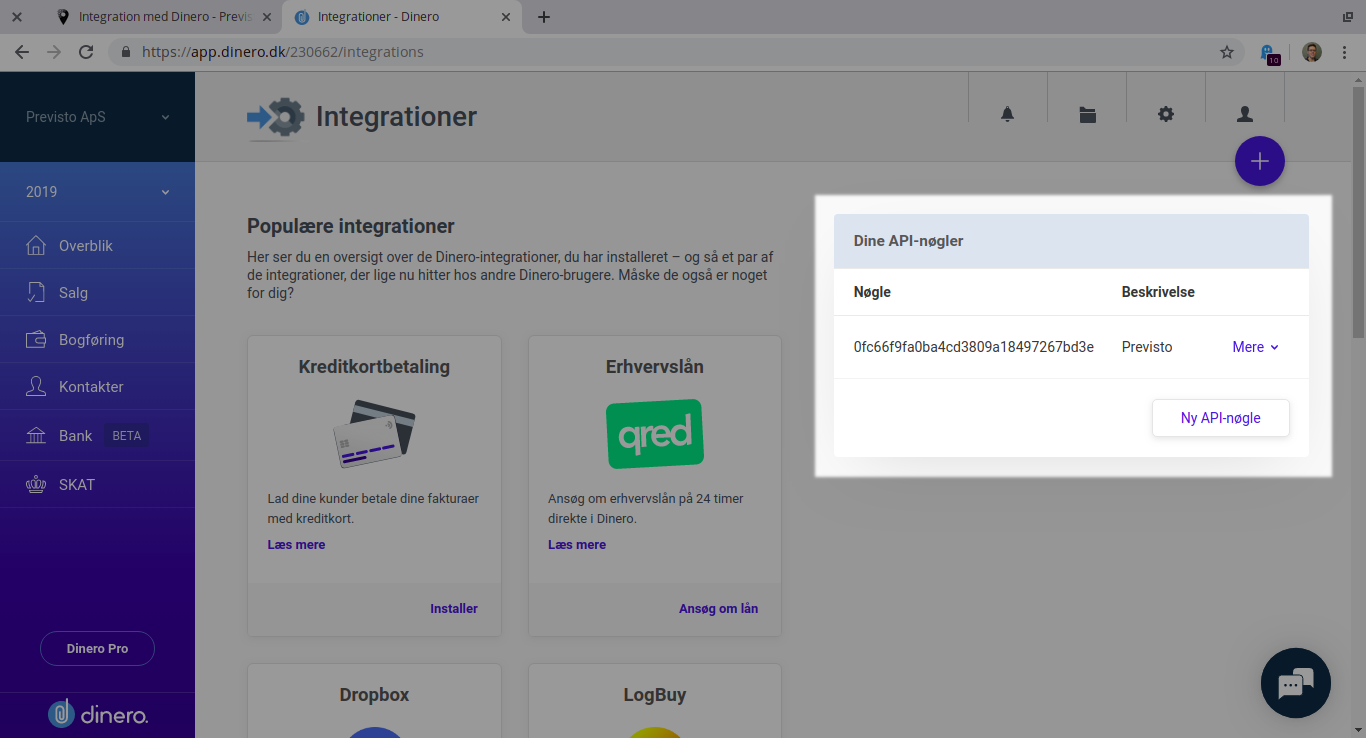 Integration med Dinero - Previs
Integrationer - Dinero
https://app.dinero.dk/230662/Integrations
10
Previsto ApS
2019
Overblik
Salg
Bogføring
Kontakter
Bank BETA
SKAT
Dinero Pro
dinero.
Integrationer
Populære integrationer
Her ser du en oversigt over de Dinero-integrationer, du har installeret – og så et par af
de integrationer, der lige nu hitter hos andre Dinero-brugere. Måske de også er noget
for dig?
Kreditkortbetaling
Lad dine kunder betale dine fakturaer
med kreditkort.
Læs mere
Installer
Erhvervslån
qred
Ansøg om erhvervslån på 24 timer
direkte i Dinero.
Læs mere
Ansøg om lån
Dropbox
LogBuy
Dine API-nøgler
Nøgle Beskrivelse
0fc66f9fa0ba4cd3809a18497267bd3e Previsto Mere
Ny API-nøgle